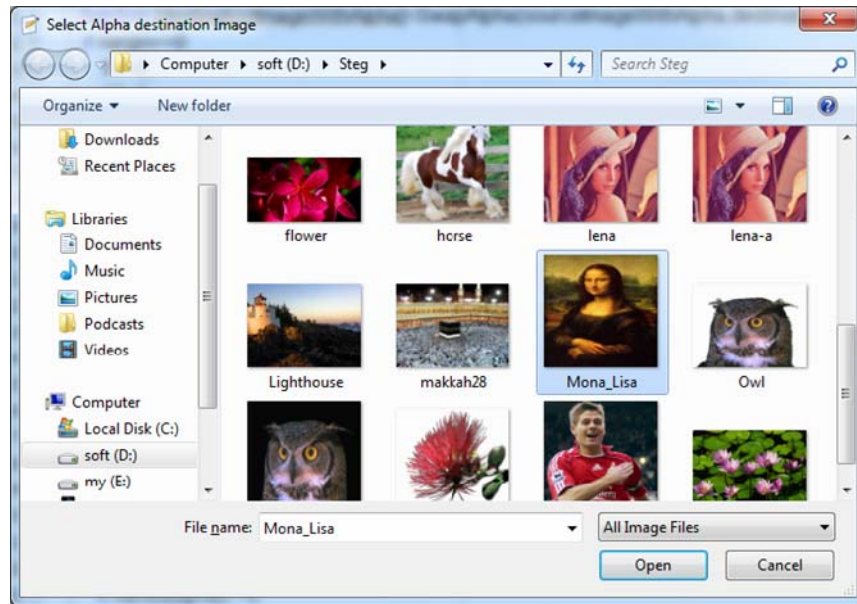 Select Alpha destination Image
Computer soft (D:) Steg
Search Steg
Organize New folder
Downloads
Recent Places
Libraries
Documents
Music
Pictures
Podcasts
Videos
Computer
Local Disk (C:)
soft (D:)
my (E:)
flower horse lena lena-a
Lighthouse makkah28 Mona_Lisa Owl
File name: Mona_Lisa
All Image Files
Open Cancel